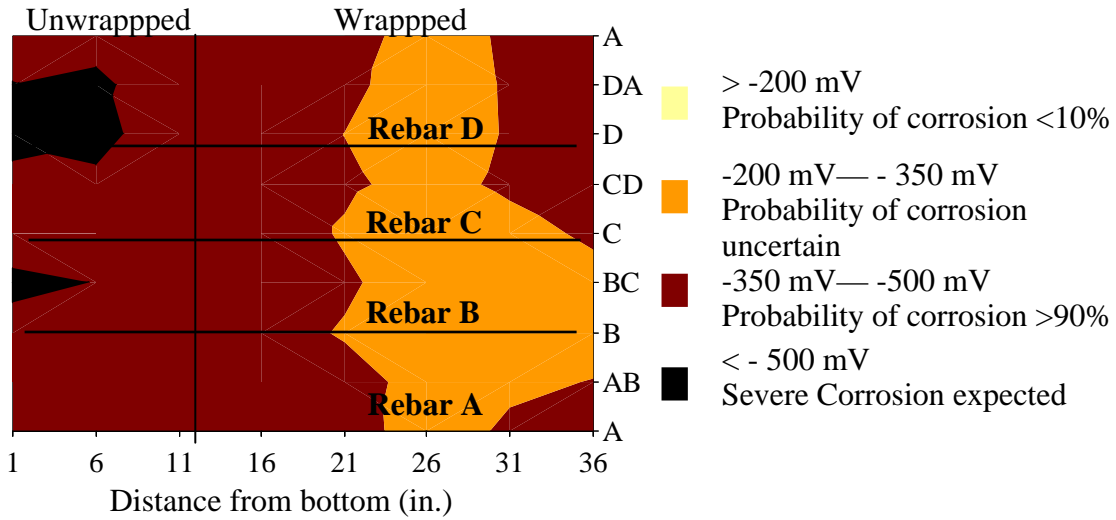 Unwrappped
Wrappped
A
DA
D
CD
C
BC
B
AB
A
Rebar D
Rebar C
Rebar B
Rebar A
1 6 11 16 21 26 31 36
Distance from bottom (in.)
> -200 mV
Probability of corrosion <10%
-200 mV— - 350 mV
Probability of corrosion
uncertain
-350 mV— -500 mV
Probability of corrosion >90%
< - 500 mV
Severe Corrosion expected